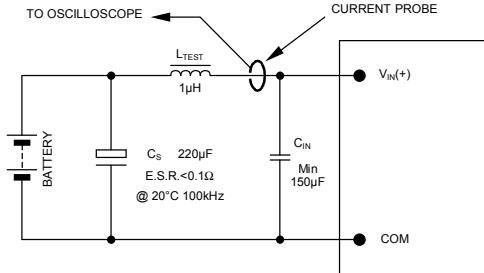 TO OSCILLOSCOPE
CURRENT PROBE
LTEST
1µH
VIN(+)
BATTERY
CS 220µF
E.S.R.<0.1Ω
@ 20°C 100kHz
CIN
Min
150µF
COM